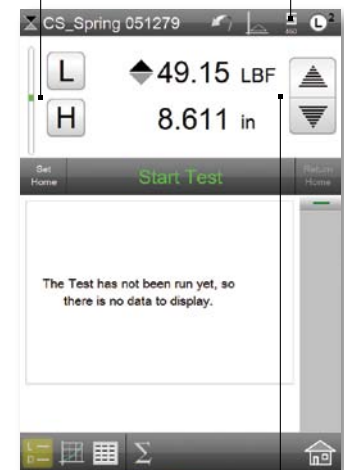 CS_Spring 051279
L 2
L 49.15 LBF
H 8.611 in
Set Home
Start Test
Return Home
The Test has not been run yet, so
there is no data to display.
Σ